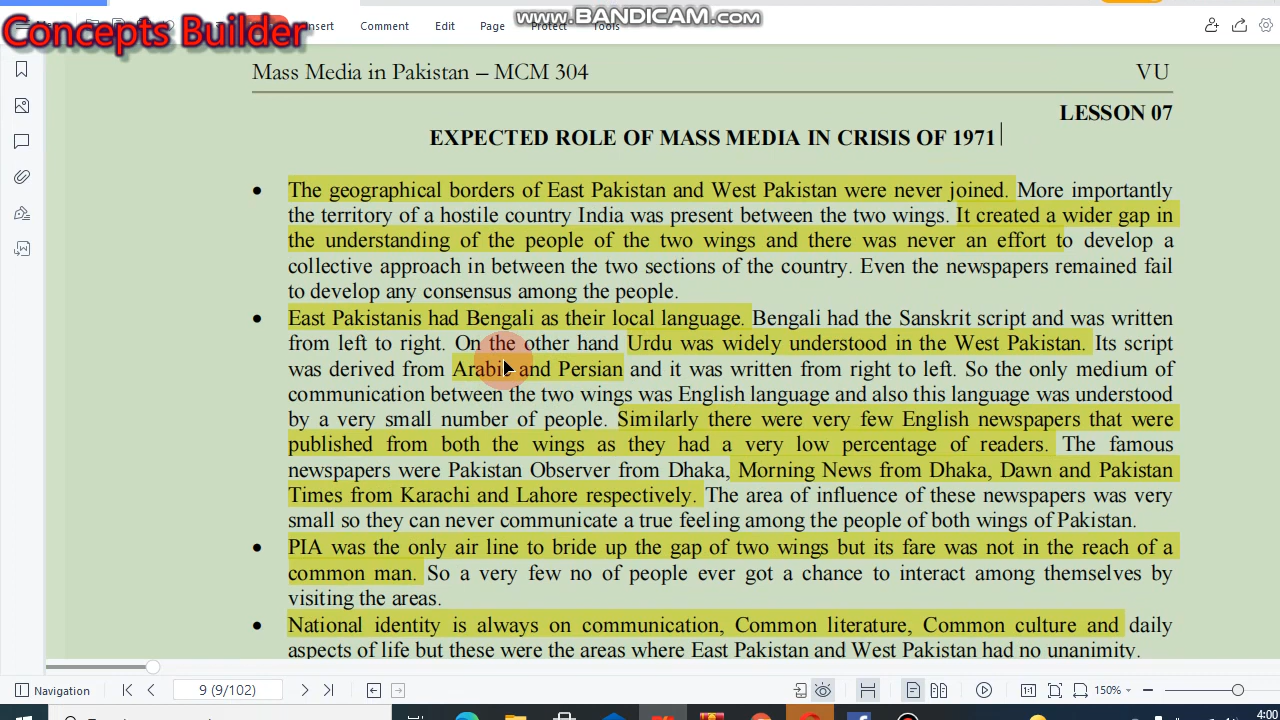 www.BANDICAM.com
Concepts Builder
Insert Comment Edit Page Protect Tools
Mass Media in Pakistan – MCM 304 VU
LESSON 07
EXPECTED ROLE OF MASS MEDIA IN CRISIS OF 1971
• The geographical borders of East Pakistan and West Pakistan were never joined. More importantly
the territory of a hostile country India was present between the two wings. It created a wider gap in
the understanding of the people of the two wings and there was never an effort to develop a
collective approach in between the two sections of the country. Even the newspapers remained fail
to develop any consensus among the people.
• East Pakistanis had Bengali as their local language. Bengali had the Sanskrit script and was written
from left to right. On the other hand Urdu was widely understood in the West Pakistan. Its script
was derived from Arabic and Persian and it was written from right to left. So the only medium of
communication between the two wings was English language and also this language was understood
by a very small number of people. Similarly there were very few English newspapers that were
published from both the wings as they had a very low percentage of readers. The famous
newspapers were Pakistan Observer from Dhaka, Morning News from Dhaka, Dawn and Pakistan
Times from Karachi and Lahore respectively. The area of influence of these newspapers was very
small so they can never communicate a true feeling among the people of both wings of Pakistan.
• PIA was the only air line to bride up the gap of two wings but its fare was not in the reach of a
common man. So a very few no of people ever got a chance to interact among themselves by
visiting the areas.
• National identity is always on communication, Common literature, Common culture and daily
aspects of life but these were the areas where East Pakistan and West Pakistan had no unanimity.
Navigation 9 (9/102) 150%
4:00